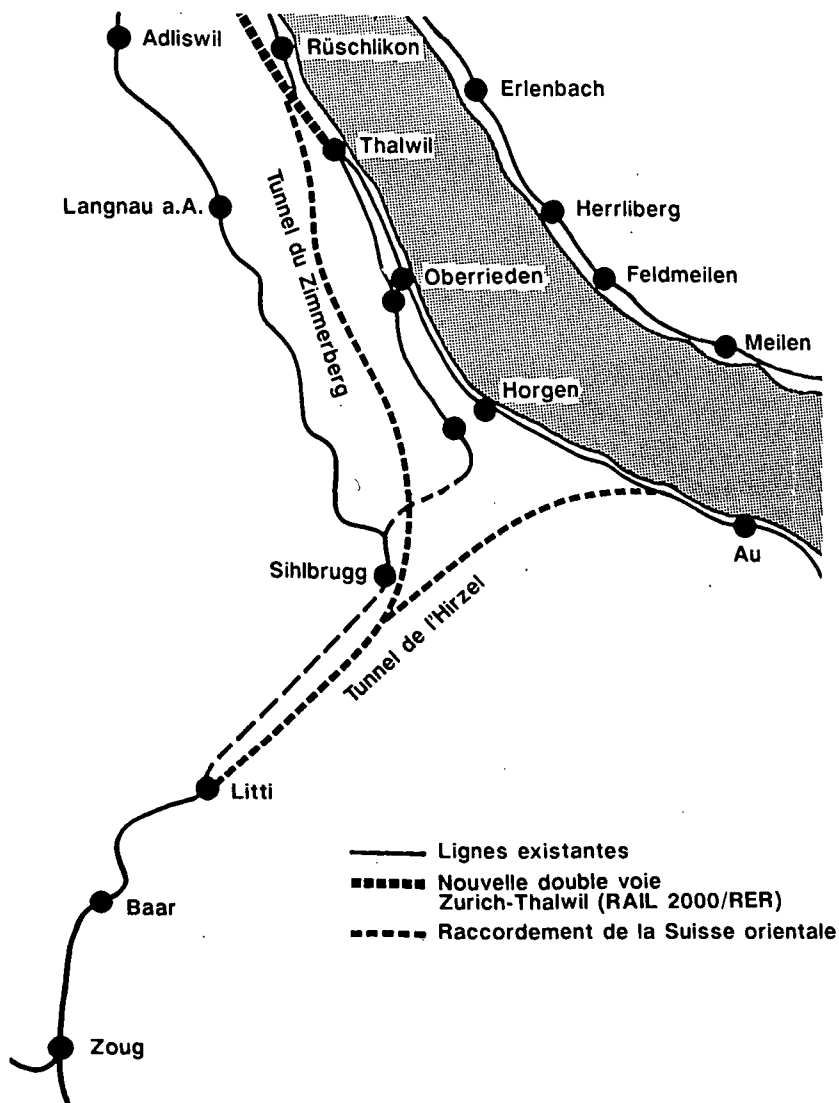 Adliswil
Rüschlikon
Erlenbach
Thalwil
Langnau a.A.
Herrliberg
Tunnel du Zimmerberg
Oberrieden
Feldmeilen
Meilen
Horgen
Au
Sihlbrugg
Tunnel de l'Hirzel
Litti
Lignes existantes
Nouvelle double voie
Zurich-Thalwil (RAIL 2000/RER)
Baar
Raccordement de la Suisse orientale
Zoug